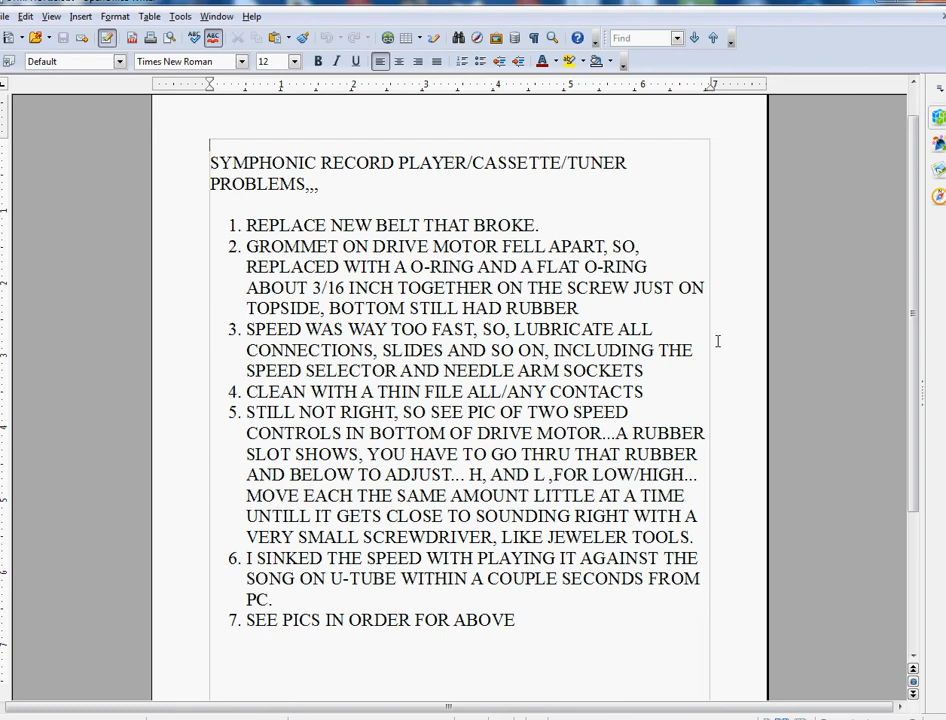 File Edit View Insert Format Table Tools Window Help
Find
Default Times New Roman 12 B I U
1 2 3 4 5 6 7
SYMPHONIC RECORD PLAYER/CASSETTE/TUNER
PROBLEMS,,,
1. REPLACE NEW BELT THAT BROKE.
2. GROMMET ON DRIVE MOTOR FELL APART, SO,
REPLACED WITH A O-RING AND A FLAT O-RING
ABOUT 3/16 INCH TOGETHER ON THE SCREW JUST ON
TOPSIDE, BOTTOM STILL HAD RUBBER
3. SPEED WAS WAY TOO FAST, SO, LUBRICATE ALL
CONNECTIONS, SLIDES AND SO ON, INCLUDING THE
SPEED SELECTOR AND NEEDLE ARM SOCKETS
4. CLEAN WITH A THIN FILE ALL/ANY CONTACTS
5. STILL NOT RIGHT, SO SEE PIC OF TWO SPEED
CONTROLS IN BOTTOM OF DRIVE MOTOR...A RUBBER
SLOT SHOWS, YOU HAVE TO GO THRU THAT RUBBER
AND BELOW TO ADJUST... H, AND L ,FOR LOW/HIGH...
MOVE EACH THE SAME AMOUNT LITTLE AT A TIME
UNTILL IT GETS CLOSE TO SOUNDING RIGHT WITH A
VERY SMALL SCREWDRIVER, LIKE JEWELER TOOLS.
6. I SINKED THE SPEED WITH PLAYING IT AGAINST THE
SONG ON U-TUBE WITHIN A COUPLE SECONDS FROM
PC.
7. SEE PICS IN ORDER FOR ABOVE